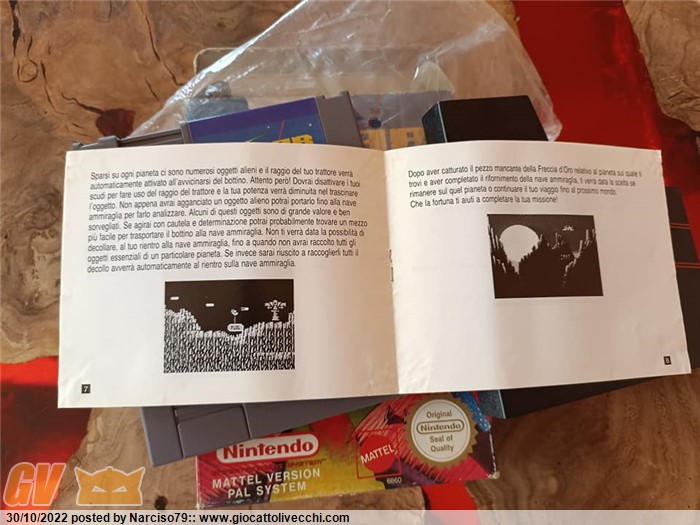 Sparsi su ogni pianeta ci sono numerosi oggetti alieni e il raggio del tuo trattore verrà
automaticamente attivato all'avvicinarsi del bottino. Attento però! Dovrai disattivare i tuoi
scudi per fare uso del raggio del trattore e la tua potenza verrà diminuita nel trascinare
l'oggetto. Non appena avrai agganciato un oggetto alieno potrai portarlo fino alla nave
ammiraglia per farlo analizzare. Alcuni di questi oggetti sono di grande valore e ben
sorvegliati. Se agirai con cautela e determinazione potrai probabilmente trovare un mezzo
più facile per trasportare il bottino alla nave ammiraglia. Non ti verrà data la possibilità di
decollare, al tuo rientro alla nave ammiraglia, fino a quando non avrai raccolto tutti gli
oggetti essenziali di un particolare pianeta. Se invece sarai riuscito a raccoglierli tutti il
decollo avverrà automaticamente al rientro sulla nave ammiraglia.
FUEL
7
Dopo aver catturato il pezzo mancante della Freccia d'Oro relativo al pianeta sul quale ti
trovi e aver completato il rifornimento della nave ammiraglia, ti verrà data la scelta se
rimanere sul quel pianeta o continuare il tuo viaggio fino al prossimo mondo.
Che la fortuna ti aiuti a completare la tua missione!
Nintendo
MATTEL VERSION
PAL SYSTEM
MATTEL
Original
Nintendo
Seal of
Quality
GV
30/10/2022 posted by Narciso79:: www.giocattolivecchi.com